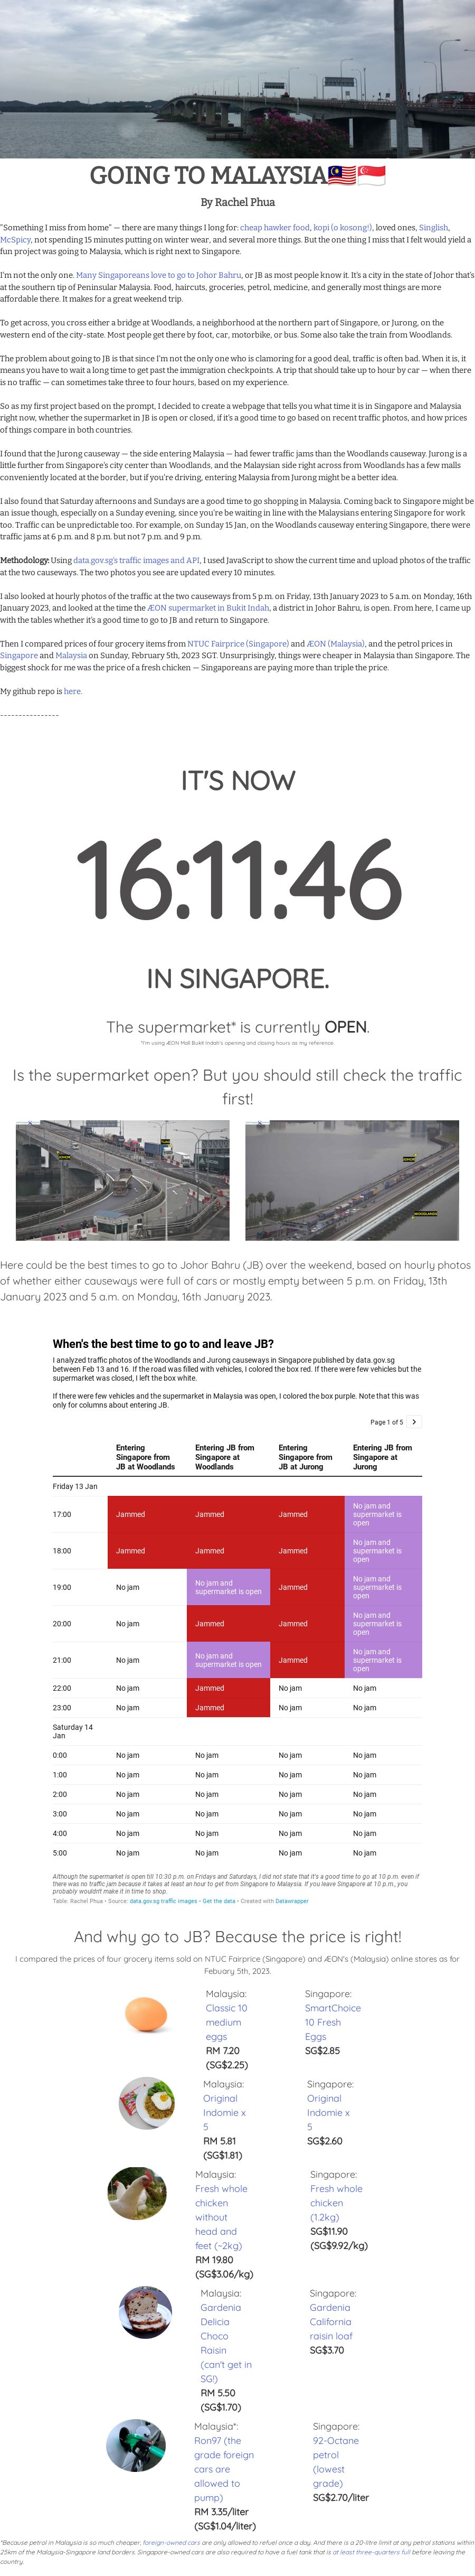 GOING TO MALAYSIA🇲🇾🇸🇬
By Rachel Phua
"Something I miss from home" — there are many things I long for: cheap hawker food, kopi (o kosong!), loved ones, Singlish,
McSpicy, not spending 15 minutes putting on winter wear, and several more things. But the one thing I miss that I felt would yield a
fun project was going to Malaysia, which is right next to Singapore.
I'm not the only one. Many Singaporeans love to go to Johor Bahru, or JB as most people know it. It's a city in the state of Johor that's
at the southern tip of Peninsular Malaysia. Food, haircuts, groceries, petrol, medicine, and generally most things are more
affordable there. It makes for a great weekend trip.
To get across, you cross either a bridge at Woodlands, a neighborhood at the northern part of Singapore, or Jurong, on the
western end of the city-state. Most people get there by foot, car, motorbike, or bus. Some also take the train from Woodlands.
The problem about going to JB is that since I'm not the only one who is clamoring for a good deal, traffic is often bad. When it is, it
means you have to wait a long time to get past the immigration checkpoints. A trip that should take up to hour by car — when there
is no traffic — can sometimes take three to four hours, based on my experience.
So as my first project based on the prompt, I decided to create a webpage that tells you what time it is in Singapore and Malaysia
right now, whether the supermarket in JB is open or closed, if it's a good time to go based on recent traffic photos, and how prices
of things compare in both countries.
I found that the Jurong causeway — the side entering Malaysia — had fewer traffic jams than the Woodlands causeway. Jurong is a
little further from Singapore's city center than Woodlands, and the Malaysian side right across from Woodlands has a few malls
conveniently located at the border, but if you're driving, entering Malaysia from Jurong might be a better idea.
I also found that Saturday afternoons and Sundays are a good time to go shopping in Malaysia. Coming back to Singapore might be
an issue though, especially on a Sunday evening, since you're be waiting in line with the Malaysians entering Singapore for work
too. Traffic can be unpredictable too. For example, on Sunday 15 Jan, on the Woodlands causeway entering Singapore, there were
traffic jams at 6 p.m. and 8 p.m. but not 7 p.m. and 9 p.m.
Methodology: Using data.gov.sg's traffic images and API, I used JavaScript to show the current time and upload photos of the traffic
at the two causeways. The two photos you see are updated every 10 minutes.
I also looked at hourly photos of the traffic at the two causeways from 5 p.m. on Friday, 13th January 2023 to 5 a.m. on Monday, 16th
January 2023, and looked at the time the ÆON supermarket in Bukit Indah, a district in Johor Bahru, is open. From here, I came up
with the tables whether it's a good time to go to JB and return to Singapore.
Then I compared prices of four grocery items from NTUC Fairprice (Singapore) and ÆON (Malaysia), and the petrol prices in
Singapore and Malaysia on Sunday, February 5th, 2023 SGT. Unsurprisingly, things were cheaper in Malaysia than Singapore. The
biggest shock for me was the price of a fresh chicken — Singaporeans are paying more than triple the price.
My github repo is here.
----------------
IT'S NOW
16:11:46
IN SINGAPORE.
The supermarket* is currently OPEN.
*I'm using ÆON Mall Bukit Indah's opening and closing hours as my reference.
Is the supermarket open? But you should still check the traffic
first!
Here could be the best times to go to Johor Bahru (JB) over the weekend, based on hourly photos
of whether either causeways were full of cars or mostly empty between 5 p.m. on Friday, 13th
January 2023 and 5 a.m. on Monday, 16th January 2023.
When's the best time to go to and leave JB?
I analyzed traffic photos of the Woodlands and Jurong causeways in Singapore published by data.gov.sg
between Feb 13 and 16. If the road was filled with vehicles, I colored the box red. If there were few vehicles but the
supermarket was closed, I left the box white.
If there were few vehicles and the supermarket in Malaysia was open, I colored the box purple. Note that this was
only for columns about entering JB.
Page 1 of 5 >
Entering Singapore from JB at Woodlands | Entering JB from Singapore at Woodlands | Entering Singapore from JB at Jurong | Entering JB from Singapore at Jurong
Friday 13 Jan
17:00 Jammed Jammed Jammed No jam and supermarket is open
18:00 Jammed Jammed Jammed No jam and supermarket is open
19:00 No jam No jam and supermarket is open Jammed No jam and supermarket is open
20:00 No jam Jammed Jammed No jam and supermarket is open
21:00 No jam No jam and supermarket is open Jammed No jam and supermarket is open
22:00 No jam Jammed No jam No jam
23:00 No jam Jammed No jam No jam
Saturday 14 Jan
0:00 No jam No jam No jam No jam
1:00 No jam No jam No jam No jam
2:00 No jam No jam No jam No jam
3:00 No jam No jam No jam No jam
4:00 No jam No jam No jam No jam
5:00 No jam No jam No jam No jam
Although the supermarket is open till 10:30 p.m. on Fridays and Saturdays, I did not state that it's a good time to go at 10 p.m. even if
there was no traffic jam because it takes at least an hour to get from Singapore to Malaysia. If you leave Singapore at 10 p.m., you
probably wouldn't make it in time to shop.
Table: Rachel Phua • Source: data.gov.sg traffic images • Get the data • Created with Datawrapper
And why go to JB? Because the price is right!
I compared the prices of four grocery items sold on NTUC Fairprice (Singapore) and ÆON's (Malaysia) online stores as for
Febuary 5th, 2023.
Malaysia:
Classic 10
medium
eggs
RM 7.20
(SG$2.25)
Singapore:
SmartChoice
10 Fresh
Eggs
SG$2.85
Malaysia:
Original
Indomie x
5
RM 5.81
(SG$1.81)
Singapore:
Original
Indomie x
5
SG$2.60
Malaysia:
Fresh whole
chicken
without
head and
feet (~2kg)
RM 19.80
(SG$3.06/kg)
Singapore:
Fresh whole
chicken
(1.2kg)
SG$11.90
(SG$9.92/kg)
Malaysia:
Gardenia
Delicia
Choco
Raisin
(can't get in
SG!)
RM 5.50
(SG$1.70)
Singapore:
Gardenia
California
raisin loaf
SG$3.70
Malaysia*:
Ron97 (the
grade foreign
cars are
allowed to
pump)
RM 3.35/liter
(SG$1.04/liter)
Singapore:
92-Octane
petrol
(lowest
grade)
SG$2.70/liter
*Because petrol in Malaysia is so much cheaper, foreign-owned cars are only allowed to refuel once a day. And there is a 20-litre limit at any petrol stations within
25km of the Malaysia-Singapore land borders. Singapore-owned cars are also required to have a fuel tank that is at least three-quarters full before leaving the
country.